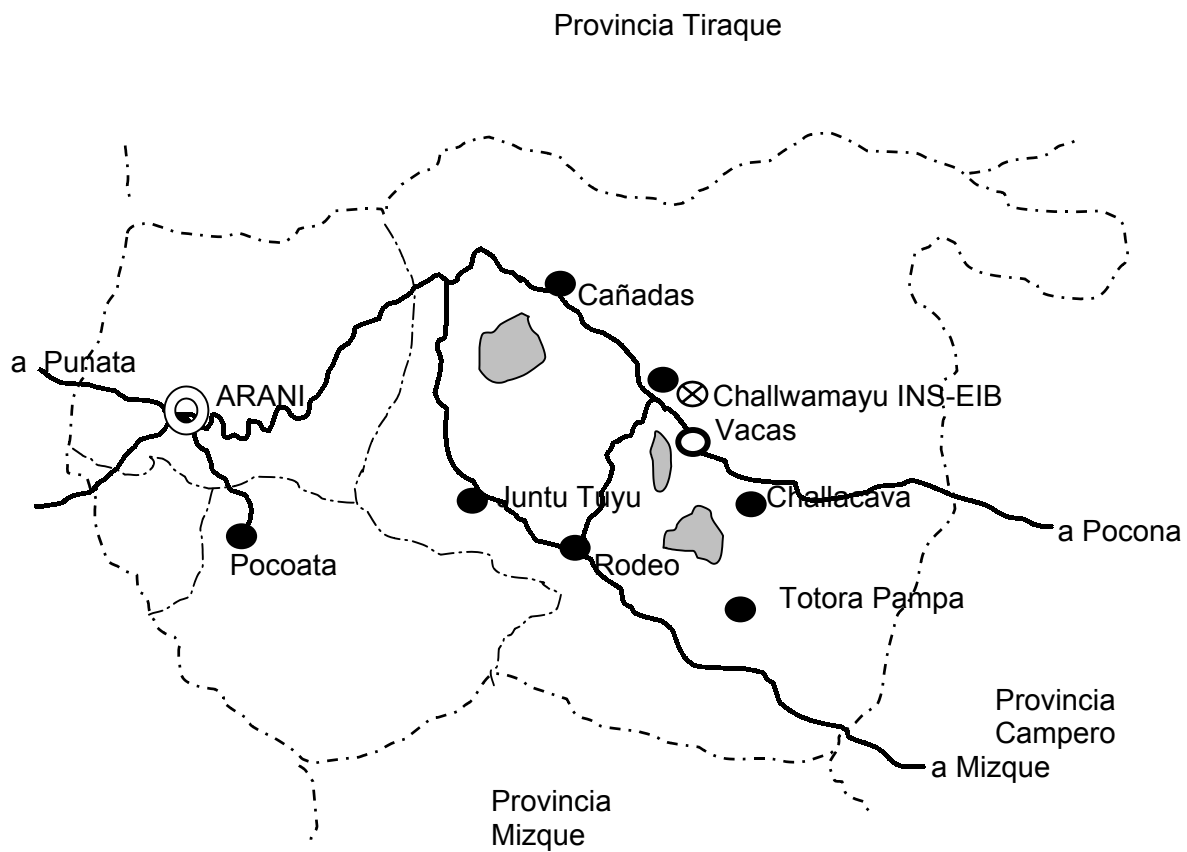 Provincia Tiraque
Cañadas
a Punata
ARANI
Challwamayu INS-EIB
Vacas
Juntu Tuyu
Challacava
a Pocona
Pocoata
Rodeo
Totora Pampa
Provincia
Campero
a Mizque
Provincia
Mizque